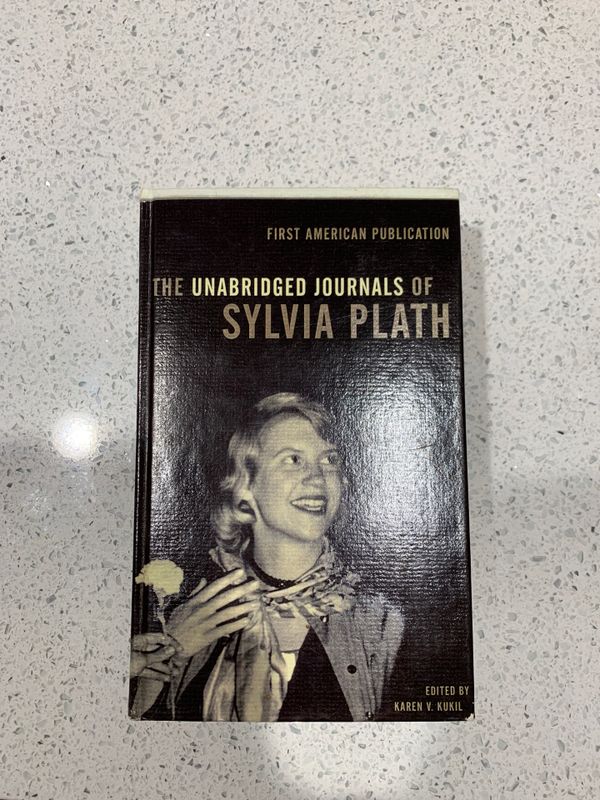 FIRST AMERICAN PUBLICATION
THE UNABRIDGED JOURNALS OF
SYLVIA PLATH
EDITED BY
KAREN V. KUKIL